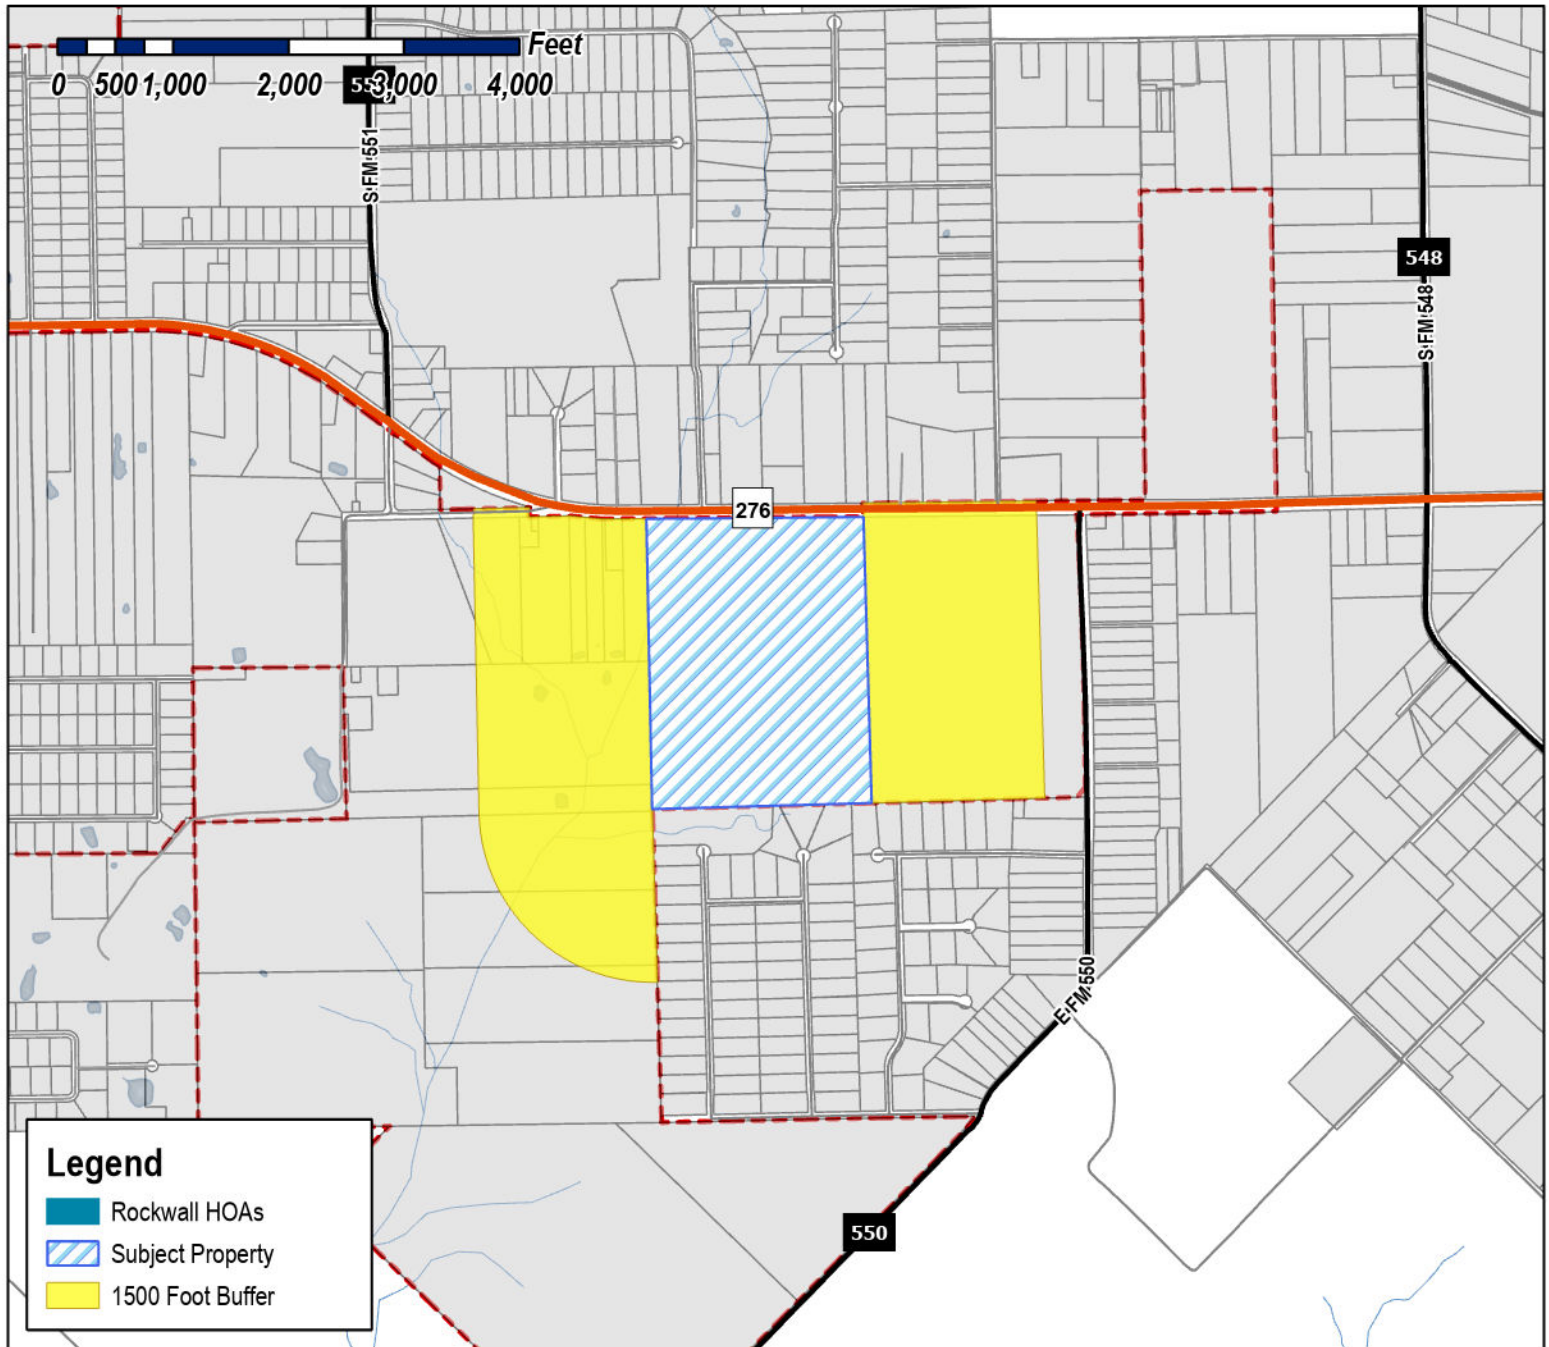 Feet
0 500 1,000 2,000 3,000 4,000
S FM 551
548
S FM 548
276
E FM 550
550
Legend
Rockwall HOAs
Subject Property
1500 Foot Buffer